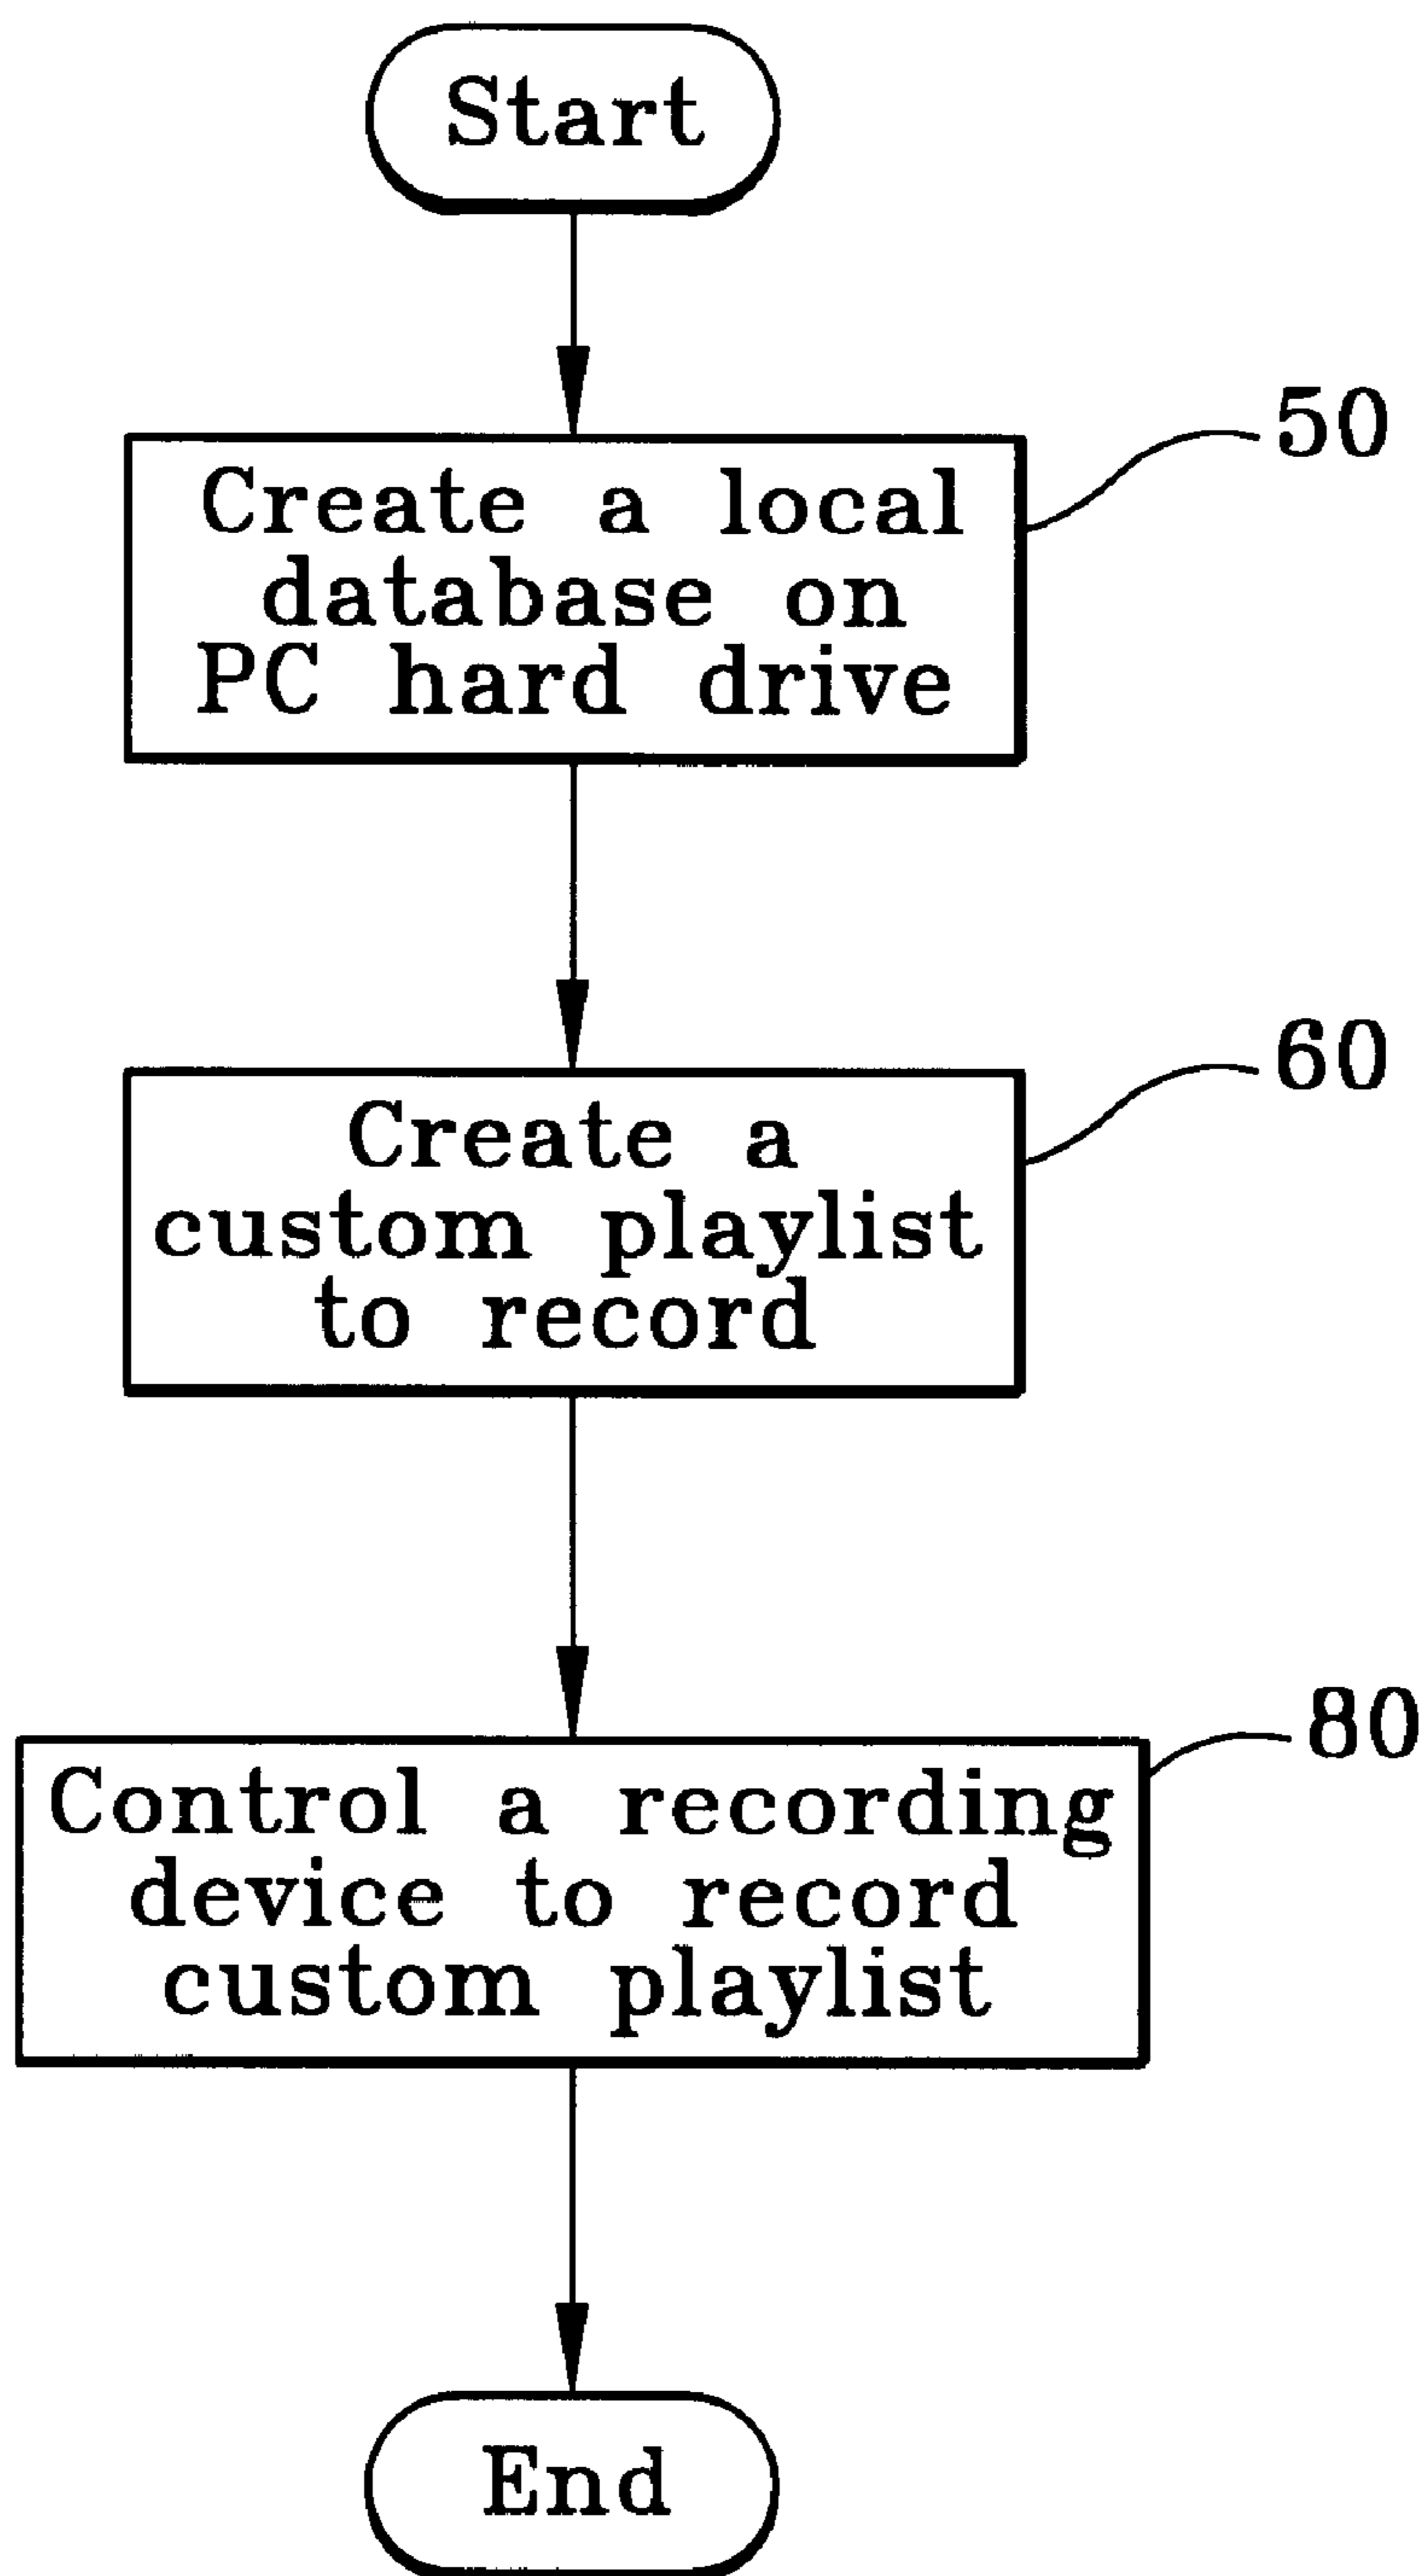 Start
50
Create a local
database on
PC hard drive
60
Create a
custom playlist
to record
80
Control a recording
device to record
custom playlist
End